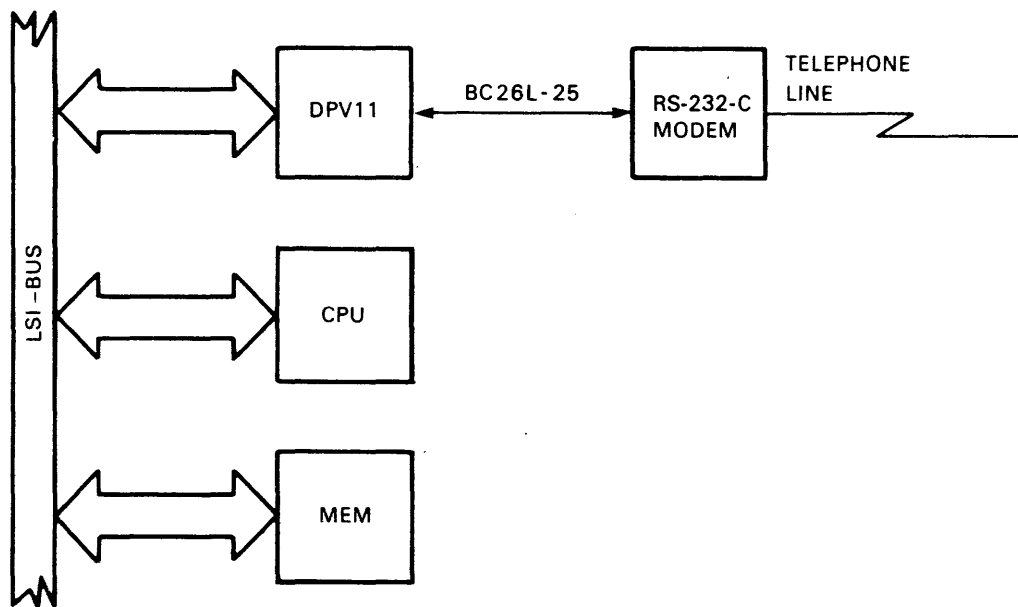 LSI-BUS
DPV11
BC26L-25
RS-232-C
MODEM
TELEPHONE
LINE
CPU
MEM